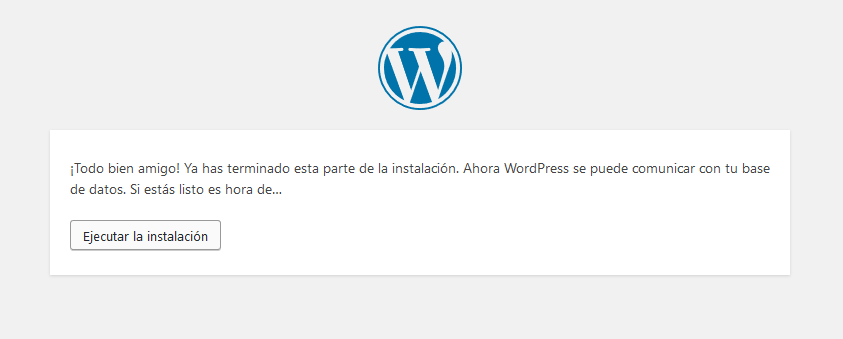 ¡Todo bien amigo! Ya has terminado esta parte de la instalación. Ahora WordPress se puede comunicar con tu base
de datos. Si estás listo es hora de...
Ejecutar la instalación